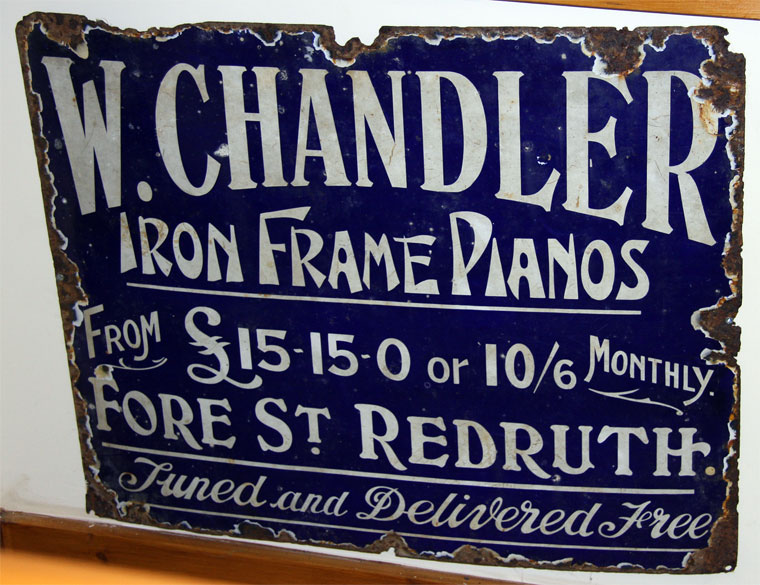 W. CHANDLER
IRON FRAME PIANOS
FROM £15-15-0 or 10/6 MONTHLY.
FORE ST REDRUTH.
Tuned and Delivered Free